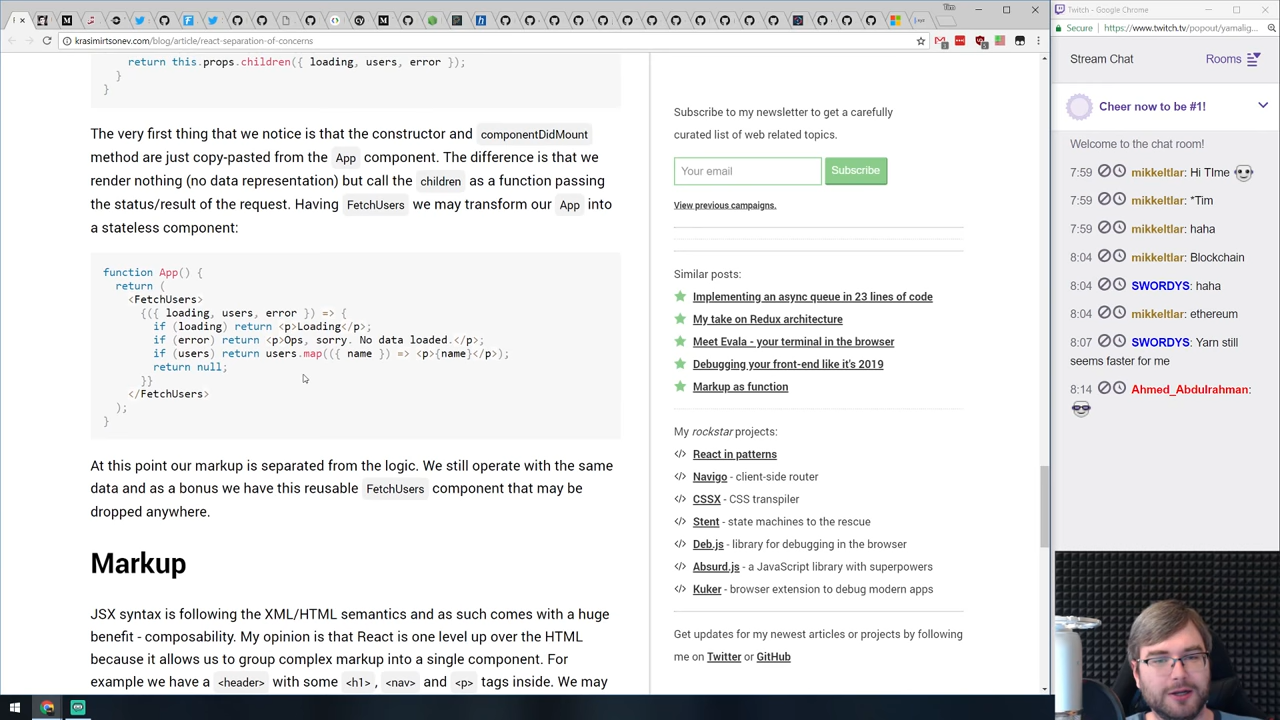 Tim
krasimirtsonev.com/blog/article/react-separation-of-concerns
return this.props.children({ loading, users, error });
}
}
The very first thing that we notice is that the constructor and componentDidMount
method are just copy-pasted from the App component. The difference is that we
render nothing (no data representation) but call the children as a function passing
the status/result of the request. Having FetchUsers we may transform our App into
a stateless component:
function App() {
return (
<FetchUsers>
{({ loading, users, error }) => {
if (loading) return <p>Loading</p>;
if (error) return <p>Ops, sorry. No data loaded.</p>;
if (users) return users.map(({ name }) => <p>{name}</p>);
return null;
}}
</FetchUsers>
);
}
At this point our markup is separated from the logic. We still operate with the same
data and as a bonus we have this reusable FetchUsers component that may be
dropped anywhere.
Markup
JSX syntax is following the XML/HTML semantics and as such comes with a huge
benefit - composability. My opinion is that React is one level up over the HTML
because it allows us to group complex markup into a single component. For
example we have a <header> with some <h1>, <nav> and <p> tags inside. We may
Subscribe to my newsletter to get a carefully
curated list of web related topics.
Your email
Subscribe
View previous campaigns.
Similar posts:
Implementing an async queue in 23 lines of code
My take on Redux architecture
Meet Evala - your terminal in the browser
Debugging your front-end like it's 2019
Markup as function
My rockstar projects:
React in patterns
Navigo - client-side router
CSSX - CSS transpiler
Stent - state machines to the rescue
Deb.js - library for debugging in the browser
Absurd.js - a JavaScript library with superpowers
Kuker - browser extension to debug modern apps
Get updates for my newest articles or projects by following
me on Twitter or GitHub
Twitch - Google Chrome
Secure
https://www.twitch.tv/popout/yamalig...
Stream Chat
Rooms
Cheer now to be #1!
Welcome to the chat room!
7:59 mikkeltlar: Hi TIme
7:59 mikkeltlar: *Tim
7:59 mikkeltlar: haha
8:04 mikkeltlar: Blockchain
8:04 SWORDYS: haha
8:04 mikkeltlar: ethereum
8:07 SWORDYS: Yarn still
seems faster for me
8:14 Ahmed_Abdulrahman: